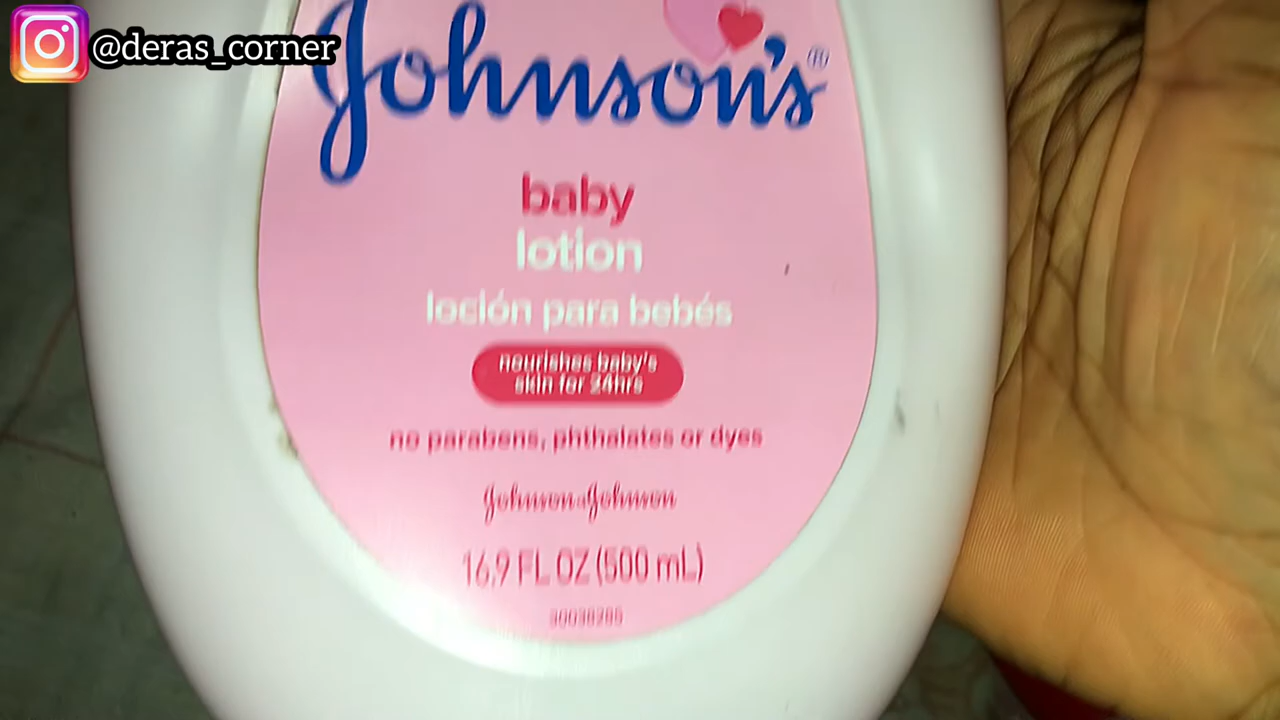 @deras_corner
Johnson's®
baby
lotion
loción para bebés
nourishes baby's
skin for 24hrs
no parabens, phthalates or dyes
Johnson & Johnson
16.9 FL OZ (500 mL)